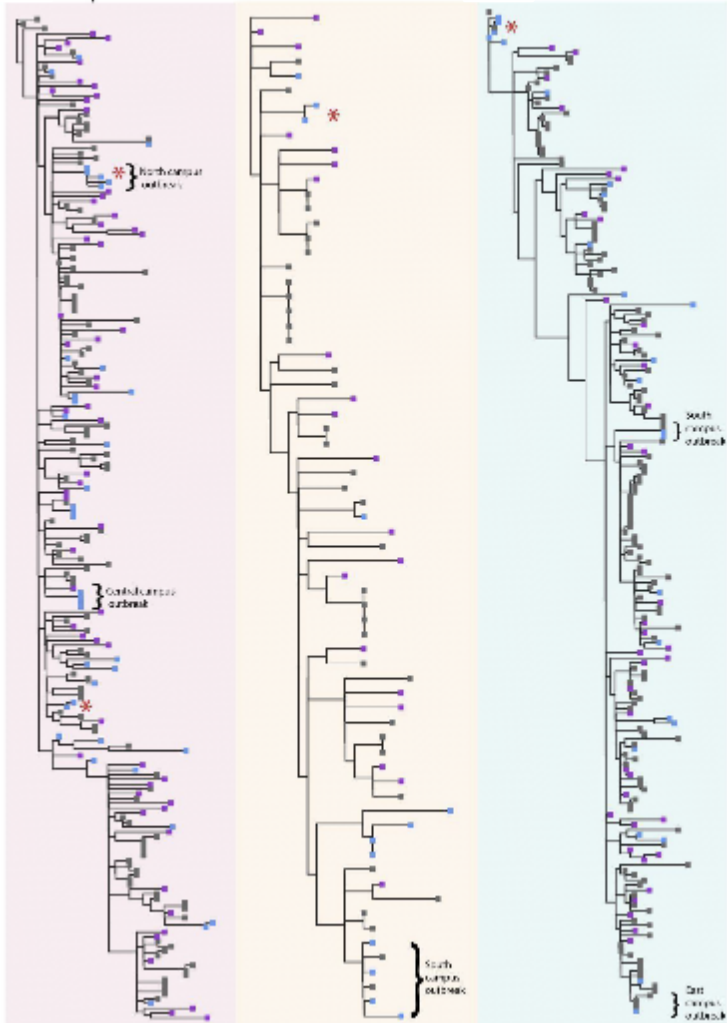 North campus
outbreak
Central campus
outbreak
South
campus
outbreak
South
campus
outbreak
East
campus
outbreak